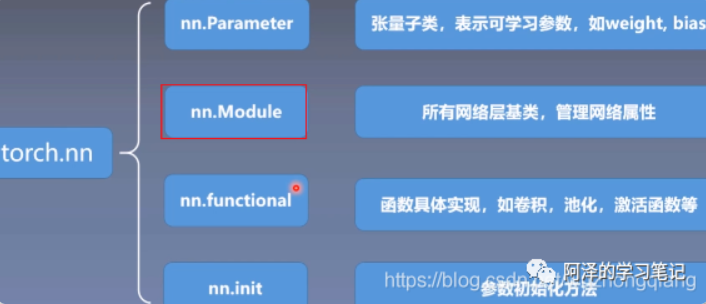 nn.Parameter
张量子类，表示可学习参数，如weight, bias
nn.Module
所有网络层基类，管理网络属性
torch.nn
nn.functional
函数具体实现，如卷积，池化，激活函数等
nn.init
参数初始化方法
https://blog.csdn
zhongqiang
阿泽的学习笔记